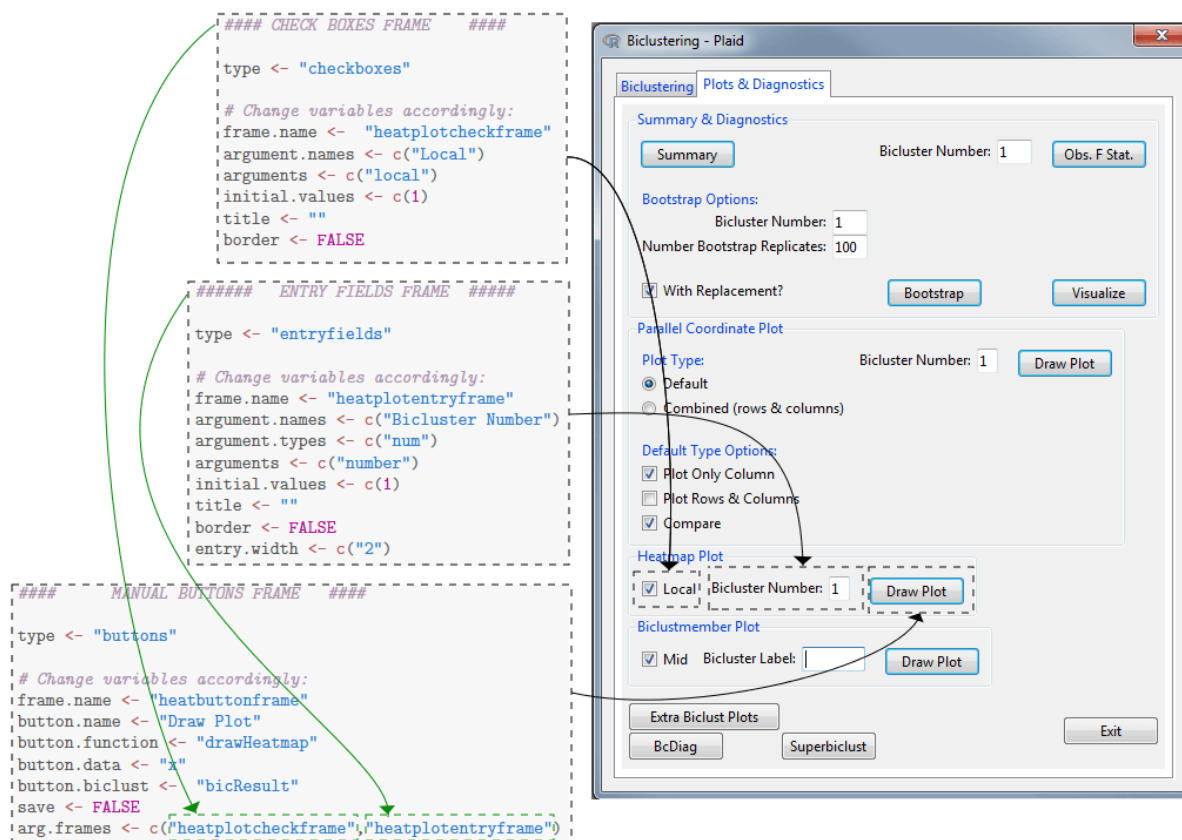 #### CHECK BOXES FRAME ####
type <- "checkboxes"
# Change variables accordingly:
frame.name <- "heatplotcheckframe"
argument.names <- c("Local")
arguments <- c("local")
initial.values <- c(1)
title <- ""
border <- FALSE
###### ENTRY FIELDS FRAME #####
type <- "entryfields"
# Change variables accordingly:
frame.name <- "heatplotentryframe"
argument.names <- c("Bicluster Number")
argument.types <- c("num")
arguments <- c("number")
initial.values <- c(1)
title <- ""
border <- FALSE
entry.width <- c("2")
#### MANUAL BUTTONS FRAME ####
type <- "buttons"
# Change variables accordingly:
frame.name <- "heatbuttonframe"
button.name <- "Draw Plot"
button.function <- "drawHeatmap"
button.data <- "x"
button.biclust <- "bicResult"
save <- FALSE
arg.frames <- c("heatplotcheckframe","heatplotentryframe")
Biclustering - Plaid
Biclustering Plots & Diagnostics
Summary & Diagnostics
Summary Bicluster Number: 1 Obs. F Stat.
Bootstrap Options:
Bicluster Number: 1
Number Bootstrap Replicates: 100
With Replacement? Bootstrap Visualize
Parallel Coordinate Plot
Plot Type: Bicluster Number: 1 Draw Plot
Default
Combined (rows & columns)
Default Type Options:
Plot Only Column
Plot Rows & Columns
Compare
Heatmap Plot
Local Bicluster Number: 1 Draw Plot
Biclustmember Plot
Mid Bicluster Label: Draw Plot
Extra Biclust Plots
Exit
BcDiag Superbiclust